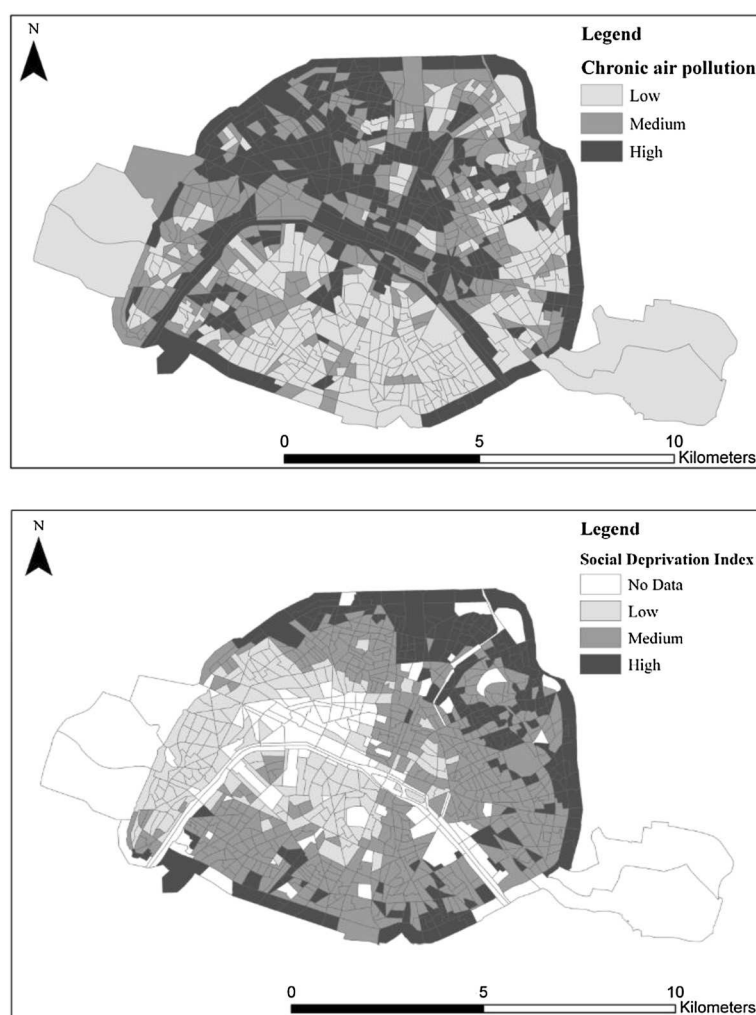 N
Legend
Chronic air pollution
Low
Medium
High
0 5 10
Kilometers
N
Legend
Social Deprivation Index
No Data
Low
Medium
High
0 5 10
Kilometers